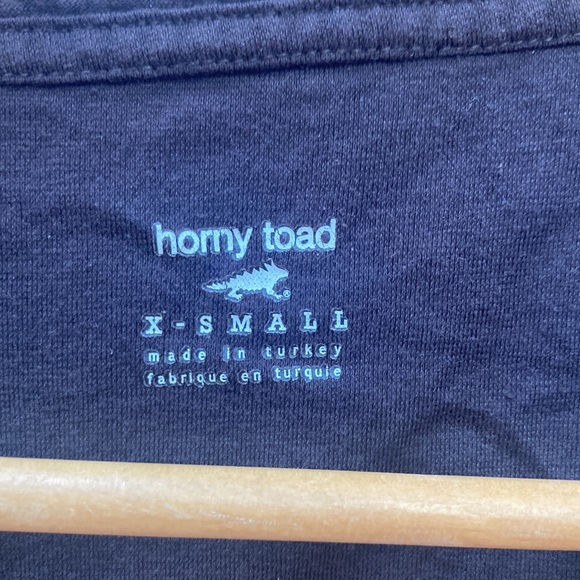 horny toad
X-SMALL
made in turkey
fabrique en turquie